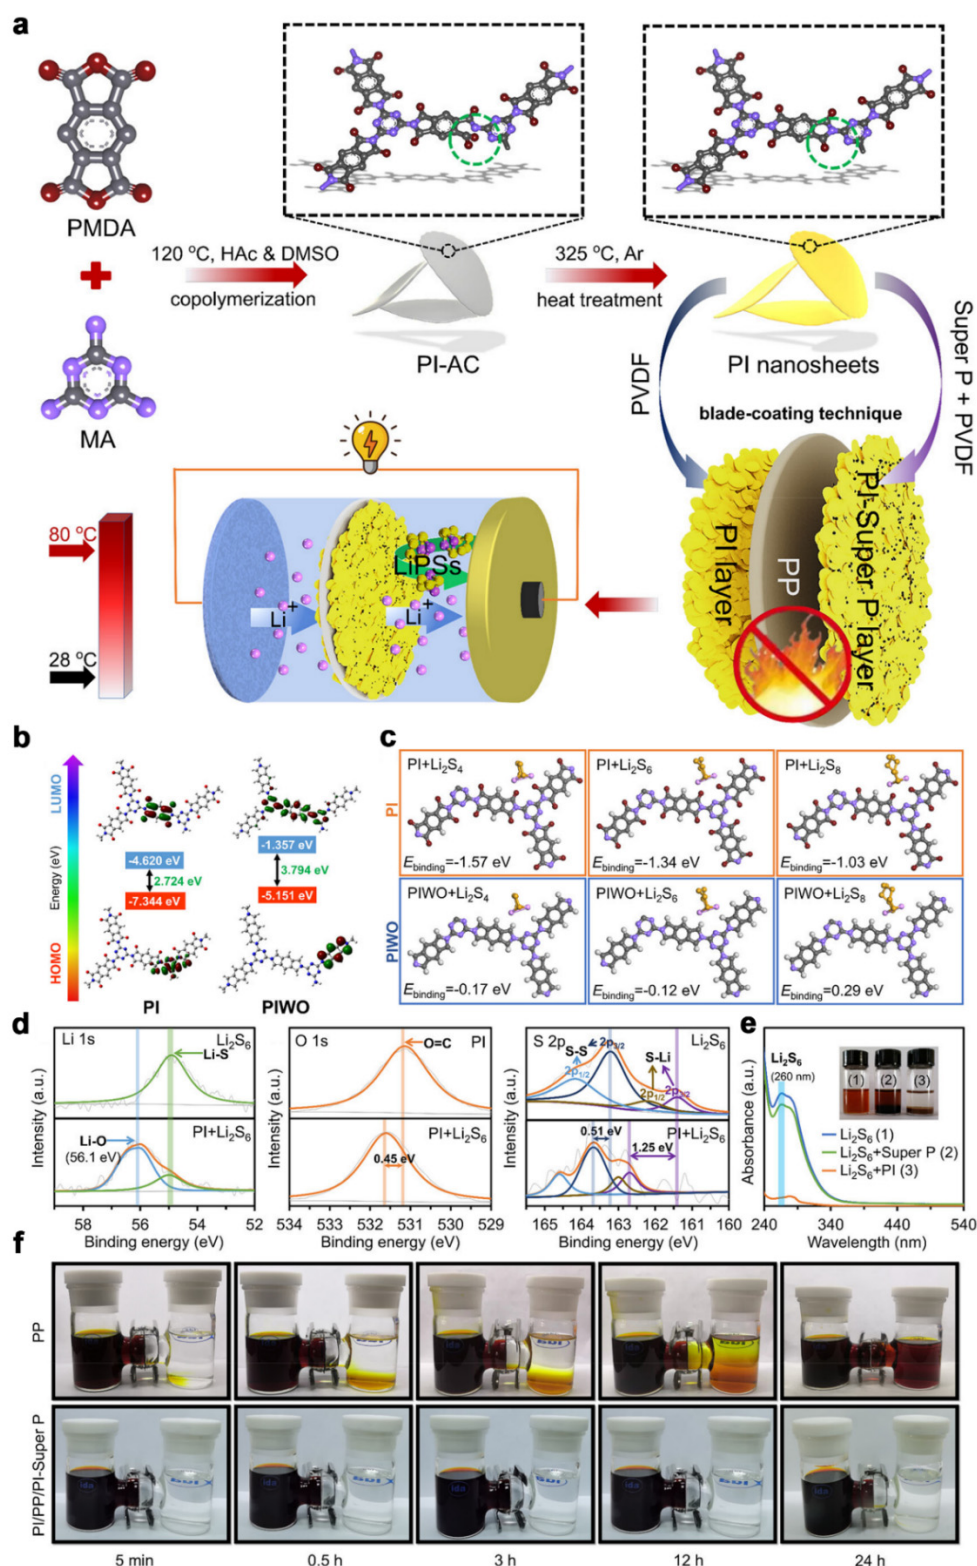 a
PMDA
MA
120 °C, HAc & DMSO
copolymerization
PI-AC
325 °C, Ar
heat treatment
PI nanosheets
PVDF
Super P + PVDF
blade-coating technique
PI layer
PP
PI-Super P layer
LiPSs
Li+
Li+
80 °C
28 °C
b
LUMO
Energy (eV)
HOMO
-4.620 eV
2.724 eV
-7.344 eV
PI
-1.357 eV
3.794 eV
-5.151 eV
PIWO
c
PI
PI+Li₂S₄
Ebinding=-1.57 eV
PI+Li₂S₆
Ebinding=-1.34 eV
PI+Li₂S₈
Ebinding=-1.03 eV
PIWO
PIWO+Li₂S₄
Ebinding=-0.17 eV
PIWO+Li₂S₆
Ebinding=-0.12 eV
PIWO+Li₂S₈
Ebinding=0.29 eV
d
Intensity (a.u.)
Li 1s
Li₂S₆
Li-S
PI+Li₂S₆
Li-O
(56.1 eV)
58 56 54 52
Binding energy (eV)
Intensity (a.u.)
O 1s
PI
O=C
PI+Li₂S₆
0.45 eV
534 533 532 531 530 529
Binding energy (eV)
Intensity (a.u.)
S 2p
Li₂S₆
S-S
2p3/2
2p1/2
S-Li
2p1/2
2p3/2
PI+Li₂S₆
0.51 eV
1.25 eV
165 164 163 162 161 160
Binding energy (eV)
e
Absorbance (a.u.)
Li₂S₆
(260 nm)
(1) (2) (3)
Li₂S₆ (1)
Li₂S₆+Super P (2)
Li₂S₆+PI (3)
240 340 440 540
Wavelength (nm)
f
PP
PI/PP/PI-Super P
5 min
0.5 h
3 h
12 h
24 h